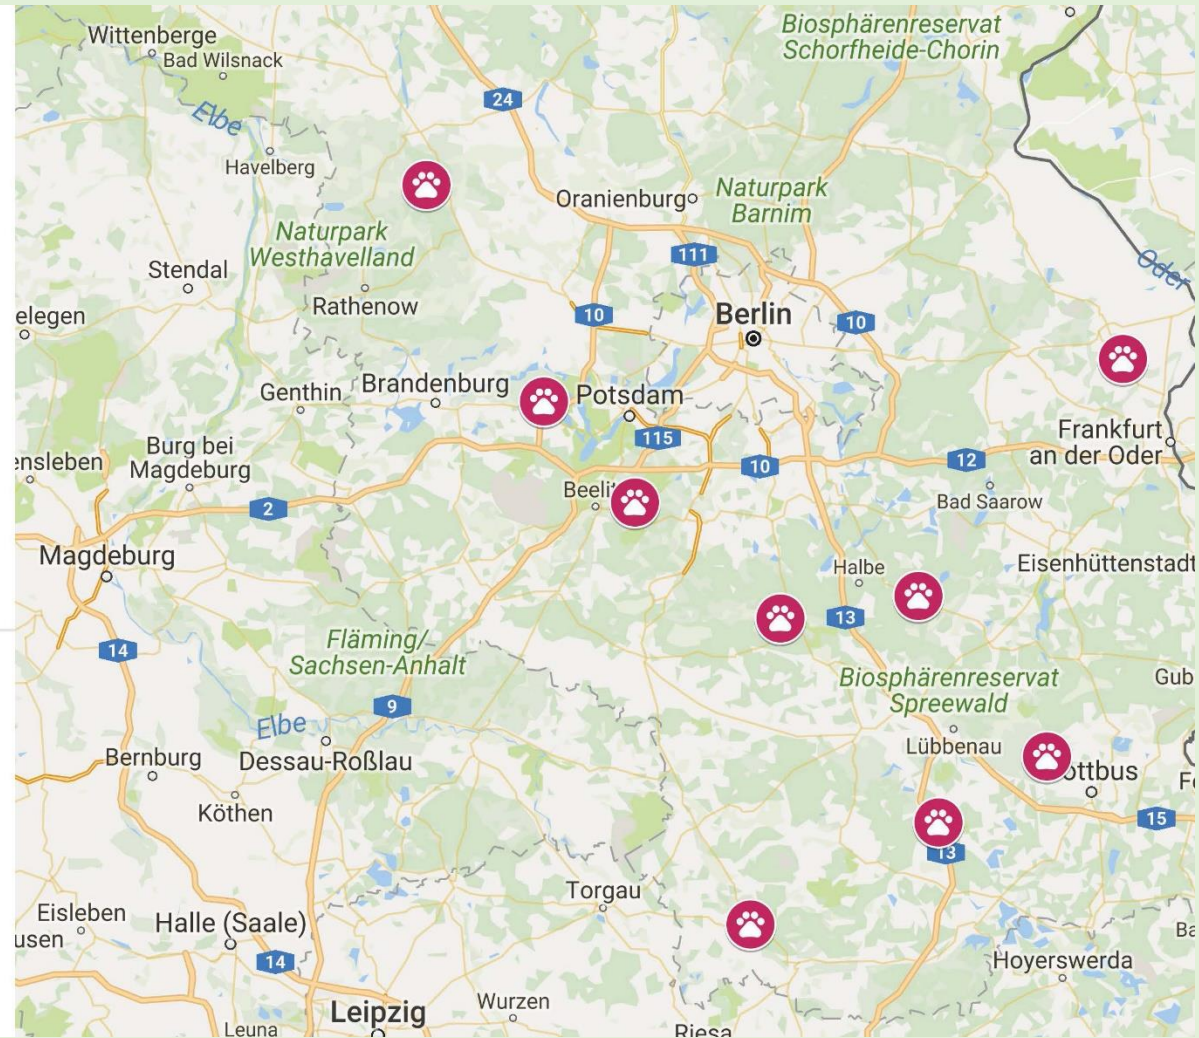 Biosphärenreservat
Schorfheide-Chorin
Wittenberge
Bad Wilsnack
24
Elbe
Havelberg
Oranienburg
Naturpark
Barnim
Naturpark
Westhavelland
111
Stendal
Oder
Rathenow
elegen
10
Berlin
10
Genthin
Brandenburg
Potsdam
115
Frankfurt
an der Oder
Burg bei
Magdeburg
ensleben
10
12
Beelit
Bad Saarow
2
Magdeburg
Halbe
Eisenhüttenstadt
13
14
Fläming/
Sachsen-Anhalt
Biosphärenreservat
Spreewald
Gub
9
Elbe
Lübbenau
Bernburg
Dessau-Roßlau
ottbus
Fo
Köthen
15
13
Torgau
Eisleben
Halle (Saale)
usen
Ba
14
Hoyerswerda
Wurzen
Leipzig
Leuna
Riesa